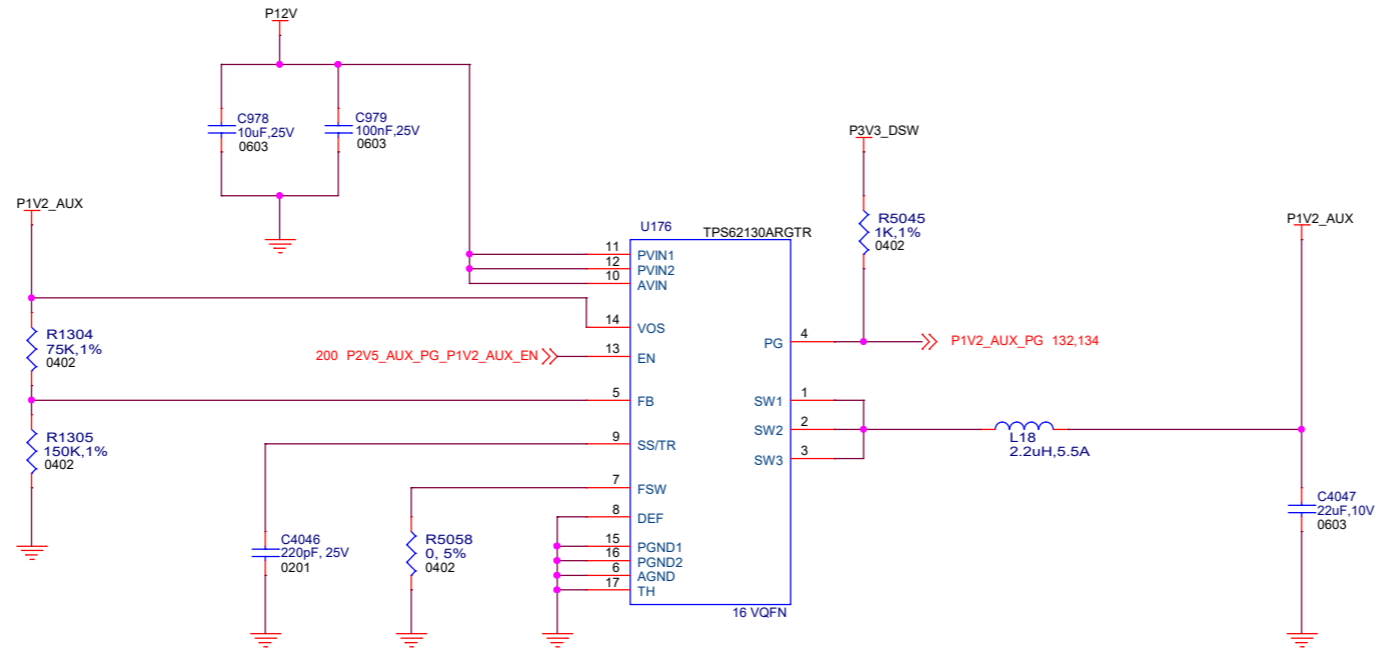 P12V
C978
10uF,25V
0603
C979
100nF,25V
0603
P3V3_DSW
R5045
1K,1%
0402
P1V2_AUX
P1V2_AUX
U176
TPS62130ARGTR
11
PVIN1
12
PVIN2
10
AVIN
14
VOS
13
EN
5
FB
9
SS/TR
7
FSW
8
DEF
15
PGND1
16
PGND2
6
AGND
17
TH
PG
4
SW1
1
SW2
2
SW3
3
16 VQFN
R1304
75K,1%
0402
200 P2V5_AUX_PG_P1V2_AUX_EN
P1V2_AUX_PG 132,134
R1305
150K,1%
0402
L18
2.2uH,5.5A
C4046
220pF, 25V
0201
R5058
0, 5%
0402
C4047
22uF,10V
0603